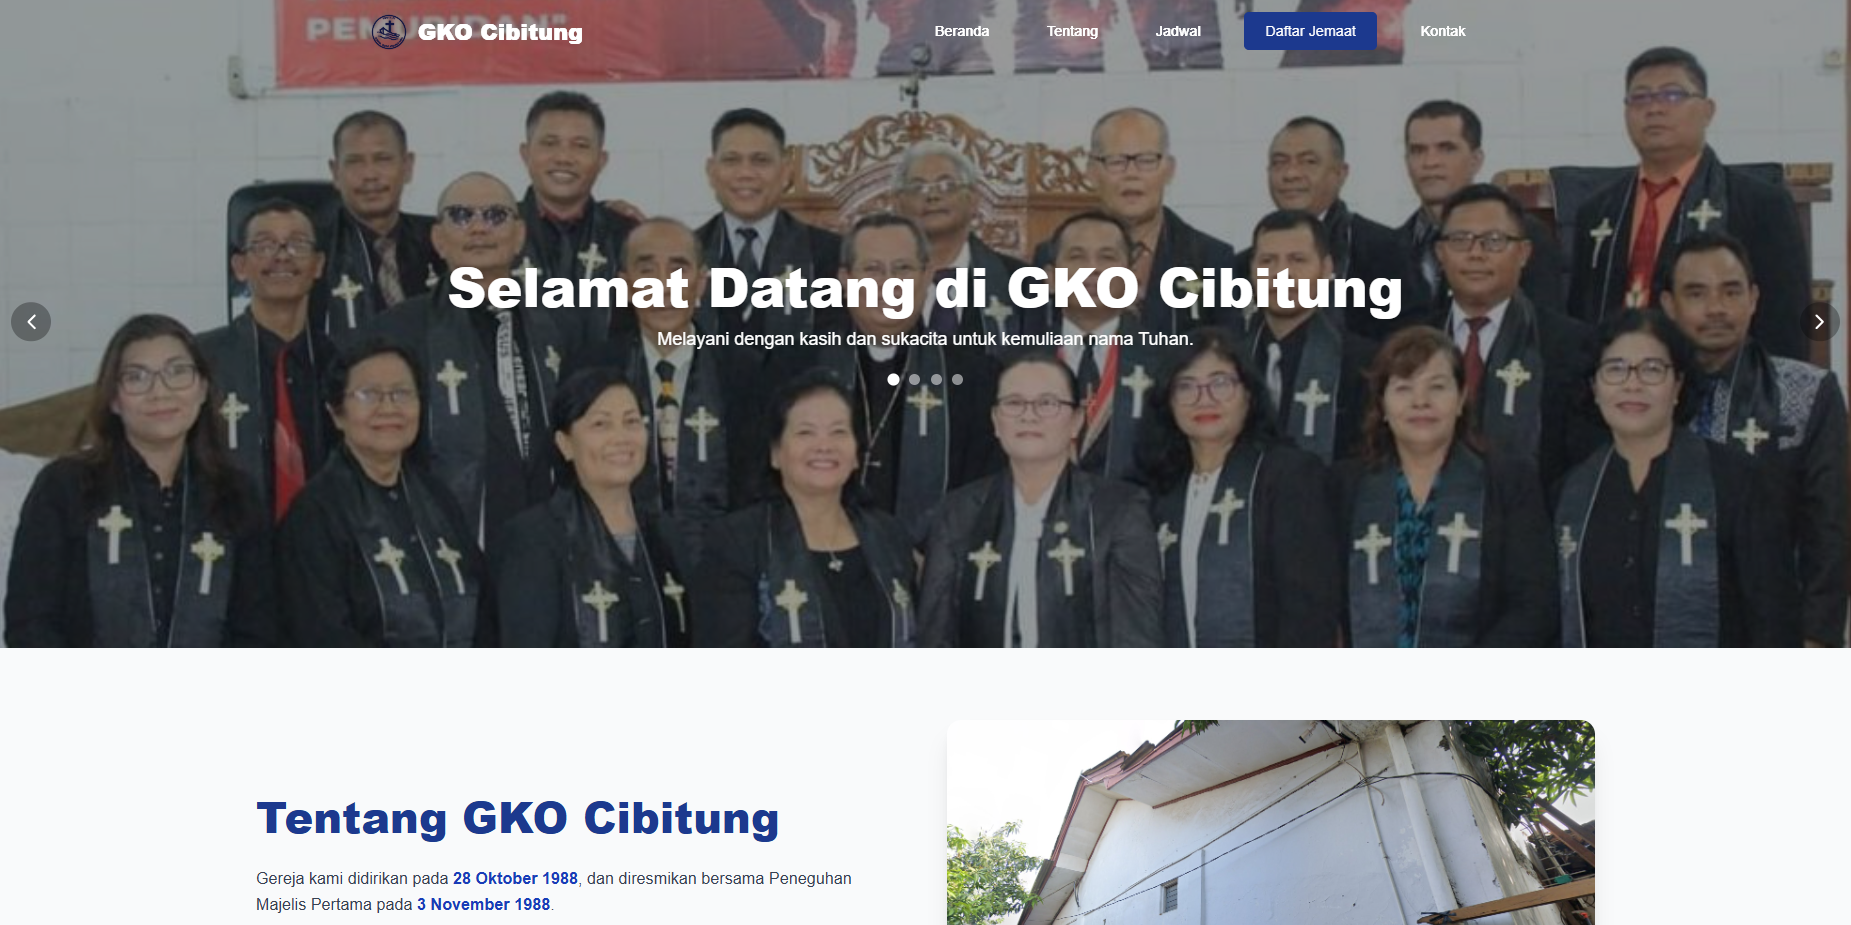 GKO Cibitung
Beranda
Tentang
Jadwal
Daftar Jemaat
Kontak
Selamat Datang di GKO Cibitung
Melayani dengan kasih dan sukacita untuk kemuliaan nama Tuhan.
Tentang GKO Cibitung
Gereja kami didirikan pada 28 Oktober 1988, dan diresmikan bersama Peneguhan
Majelis Pertama pada 3 November 1988.